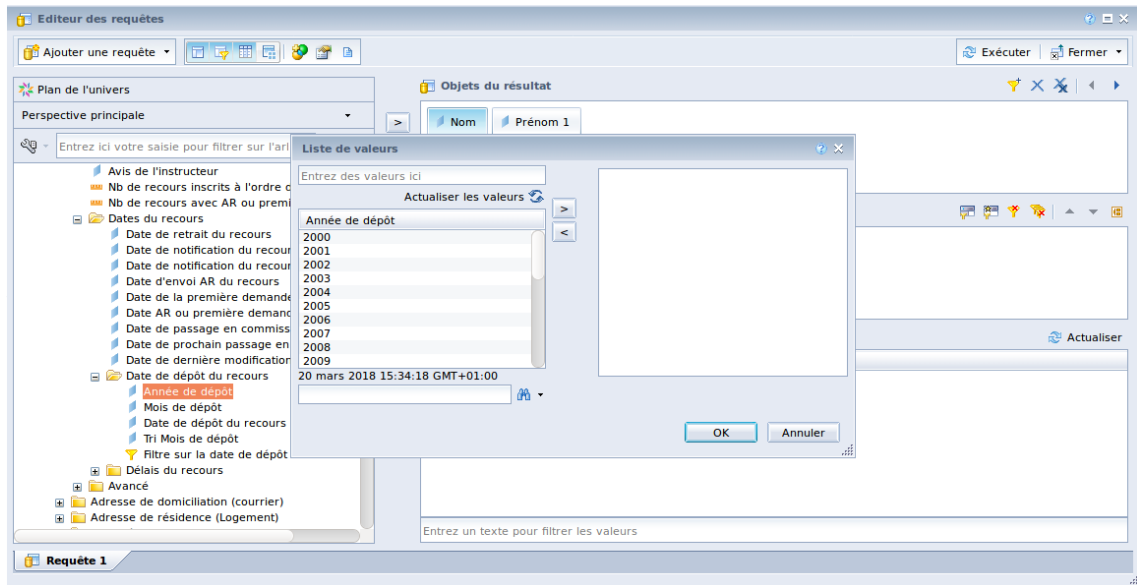 Editeur des requêtes
Ajouter une requête
Exécuter
Fermer
Plan de l'univers
Perspective principale
Entrez ici votre saisie pour filtrer sur l'arl
Avis de l'instructeur
Nb de recours inscrits à l'ordre d
Nb de recours avec AR ou premi
Dates du recours
Date de retrait du recours
Date de notification du recour
Date de notification du recour
Date d'envoi AR du recours
Date de la première demande
Date AR ou première demand
Date de passage en commiss
Date de prochain passage en
Date de dernière modification
Date de dépôt du recours
Année de dépôt
Mois de dépôt
Date de dépôt du recours
Tri Mois de dépôt
Filtre sur la date de dépôt
Délais du recours
Avancé
Adresse de domiciliation (courrier)
Adresse de résidence (Logement)
>
Objets du résultat
Nom
Prénom 1
Liste de valeurs
Entrez des valeurs ici
Actualiser les valeurs
>
<
Année de dépôt
2000
2001
2002
2003
2004
2005
2006
2007
2008
2009
20 mars 2018 15:34:18 GMT+01:00
OK
Annuler
Actualiser
Entrez un texte pour filtrer les valeurs
Requête 1